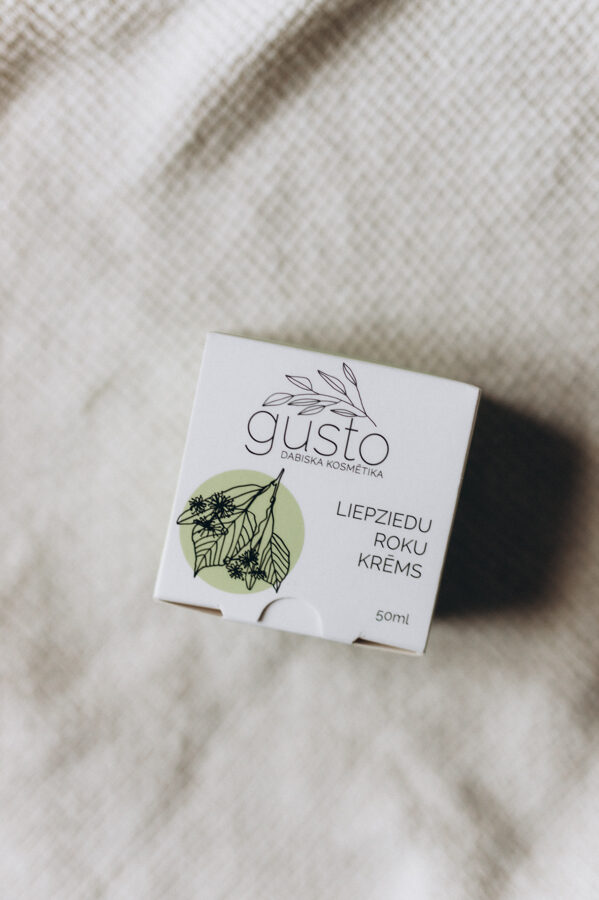 gusto
DABISKA KOSMĒTIKA
LIEPZIEDU
ROKU
KRĒMS
50ml